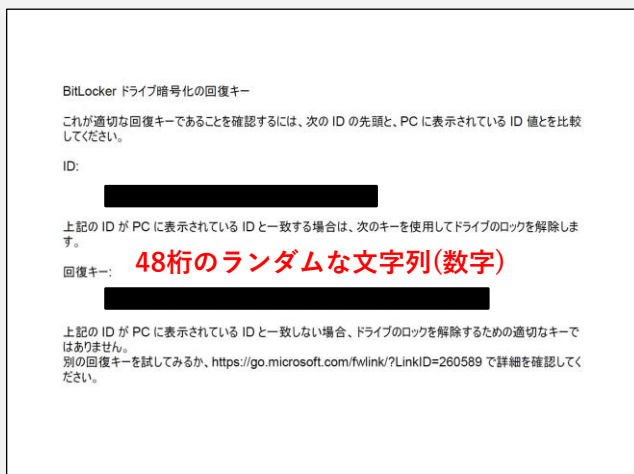 BitLocker ドライブ暗号化の回復キー
これが適切な回復キーであることを確認するには、次の ID の先頭と、PC に表示されている ID 値とを比較
してください。
ID:
上記の ID が PC に表示されている ID と一致する場合は、次のキーを使用してドライブのロックを解除しま
す。
48桁のランダムな文字列(数字)
回復キー:
上記の ID が PC に表示されている ID と一致しない場合、ドライブのロックを解除するための適切なキーで
はありません。
別の回復キーを試してみるか、https://go.microsoft.com/fwlink/?LinkID=260589 で詳細を確認してく
ださい。